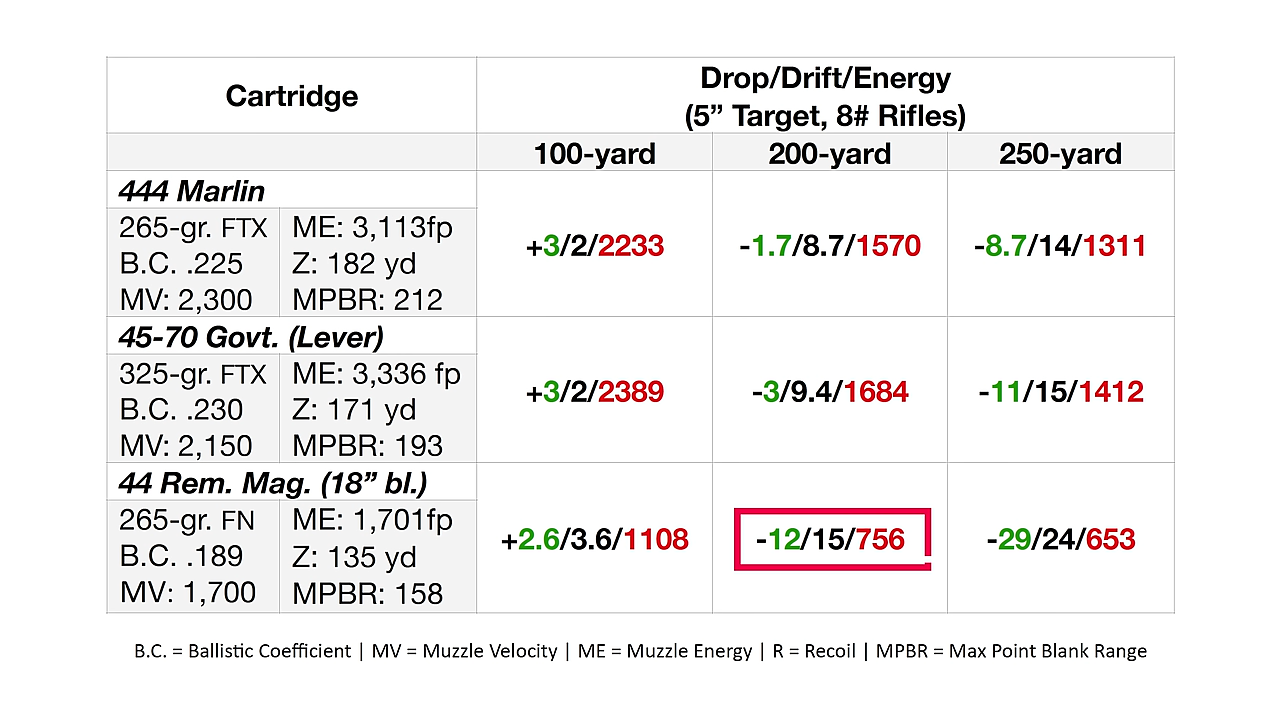 Cartridge
Drop/Drift/Energy
(5” Target, 8# Rifles)
100-yard
200-yard
250-yard
444 Marlin
265-gr. FTX
B.C. .225
MV: 2,300
ME: 3,113fp
Z: 182 yd
MPBR: 212
+3/2/2233
-1.7/8.7/1570
-8.7/14/1311
45-70 Govt. (Lever)
325-gr. FTX
B.C. .230
MV: 2,150
ME: 3,336 fp
Z: 171 yd
MPBR: 193
+3/2/2389
-3/9.4/1684
-11/15/1412
44 Rem. Mag. (18” bl.)
265-gr. FN
B.C. .189
MV: 1,700
ME: 1,701fp
Z: 135 yd
MPBR: 158
+2.6/3.6/1108
-12/15/756
-29/24/653
B.C. = Ballistic Coefficient | MV = Muzzle Velocity | ME = Muzzle Energy | R = Recoil | MPBR = Max Point Blank Range